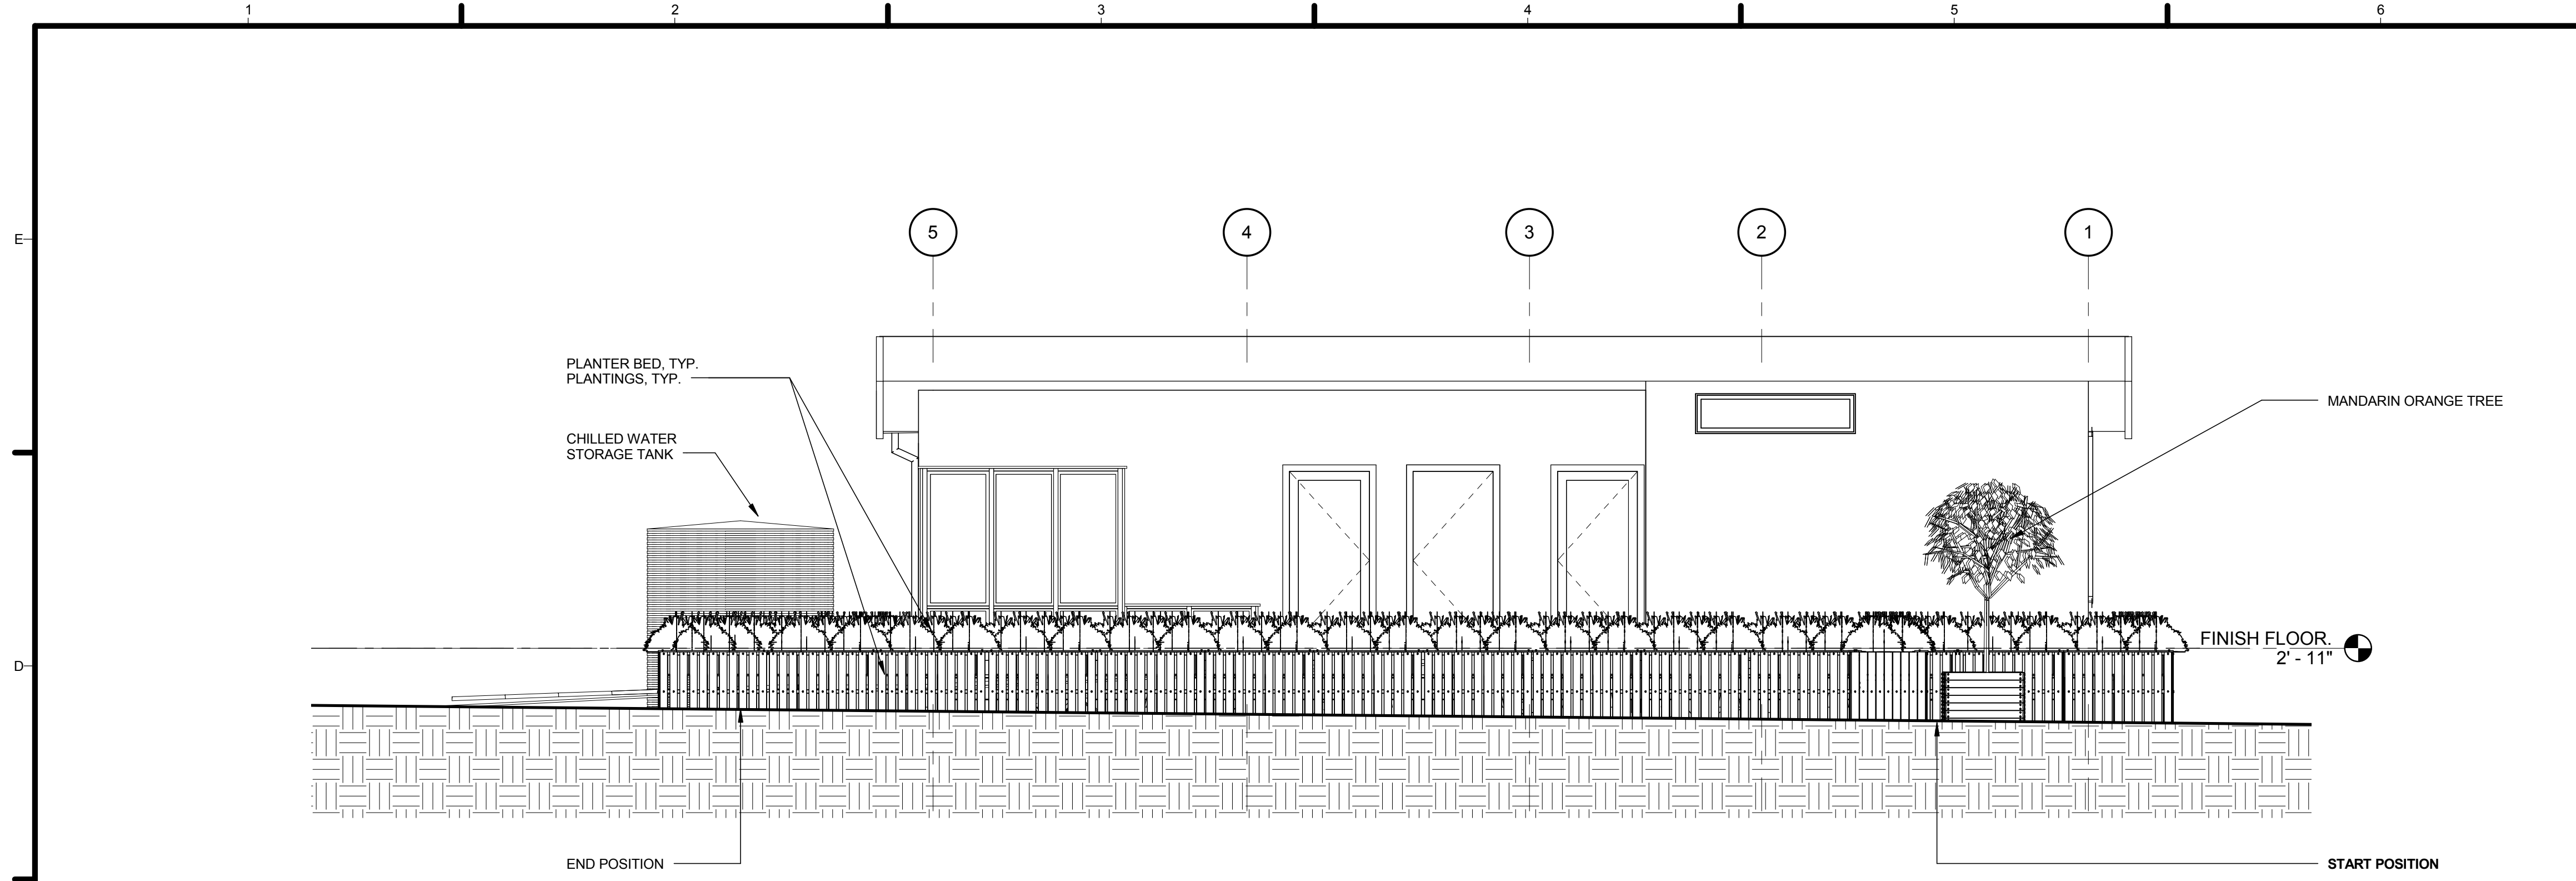 1 2 3 4 5 6
E
5 4 3 2 1
PLANTER BED, TYP.
PLANTINGS, TYP.
MANDARIN ORANGE TREE
CHILLED WATER
STORAGE TANK
FINISH FLOOR.
2' - 11"
D
END POSITION
START POSITION